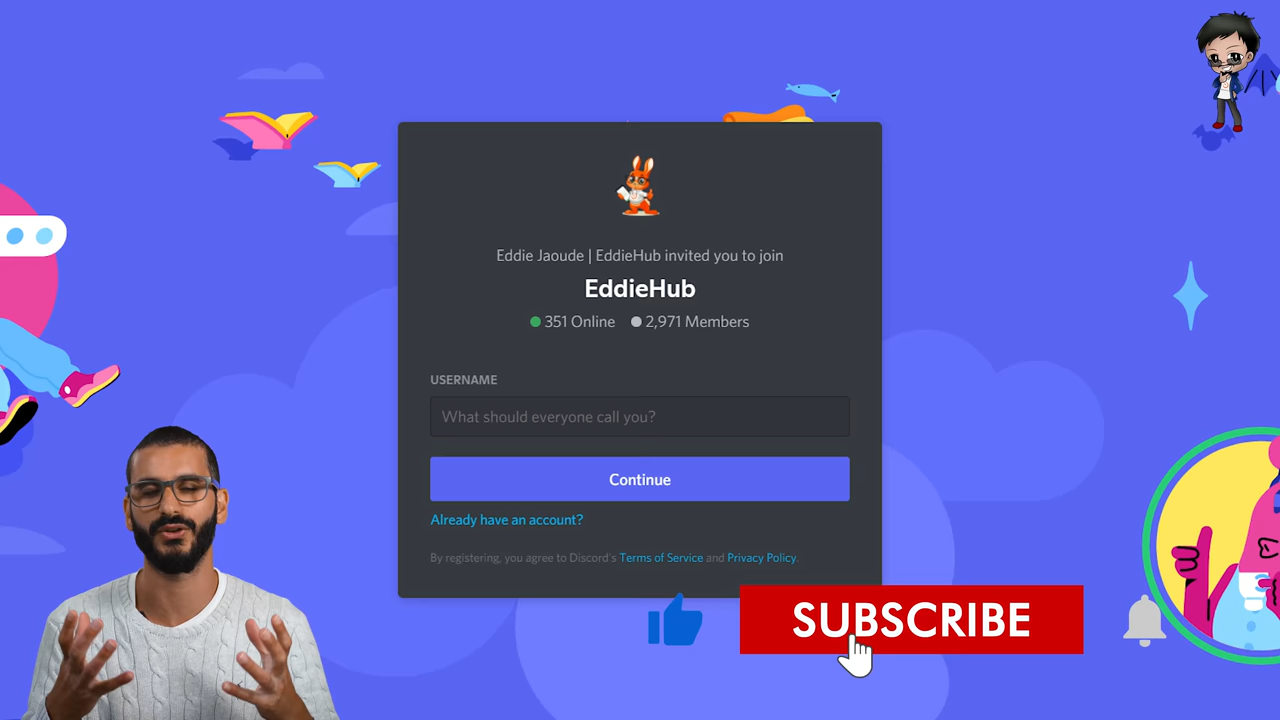 Eddie Jaoude | EddieHub invited you to join
EddieHub
351 Online 2,971 Members
USERNAME
What should everyone call you?
Continue
Already have an account?
By registering, you agree to Discord's Terms of Service and Privacy Policy.
SUBSCRIBE